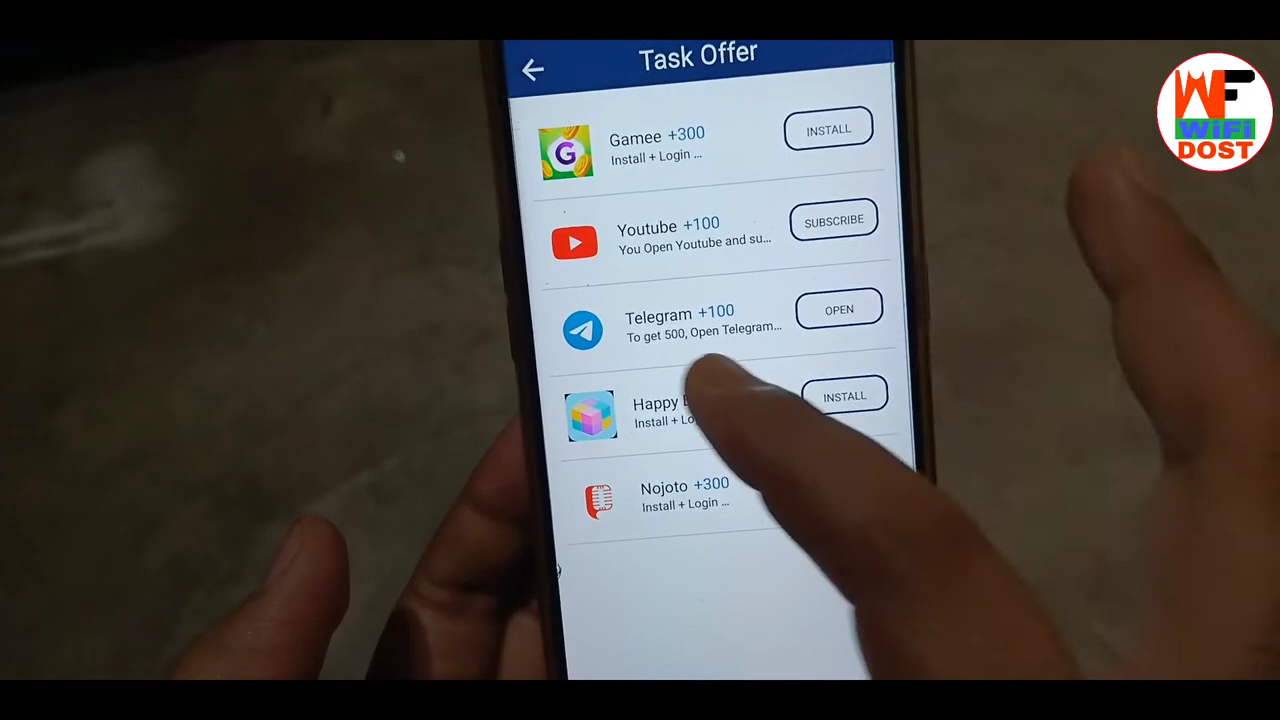 Task Offer
Gamee +300
Install + Login ...
INSTALL
Youtube +100
You Open Youtube and su...
SUBSCRIBE
Telegram +100
To get 500, Open Telegram...
OPEN
Happy
Install +
INSTALL
Nojoto +300
Install + Login ...
WF
WiFi
DOST